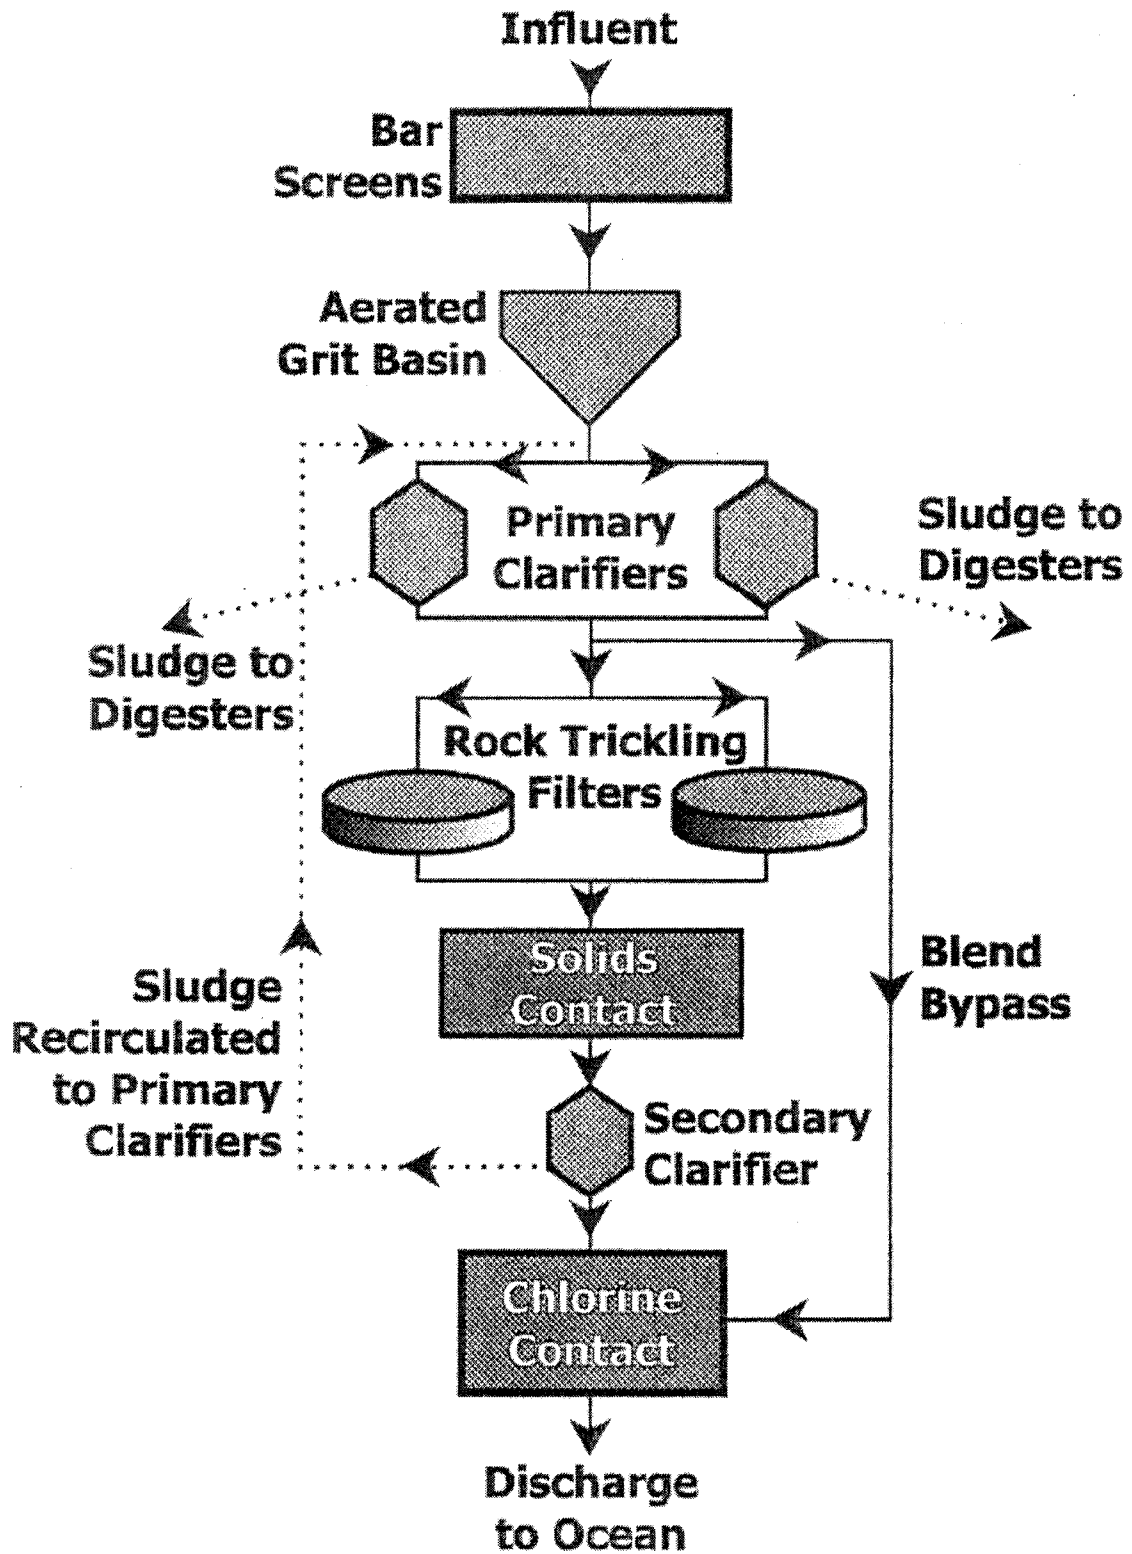 Influent
Bar
Screens
Aerated
Grit Basin
Primary
Clarifiers
Sludge to
Digesters
Sludge to
Digesters
Rock Trickling
Filters
Solids
Contact
Blend
Bypass
Sludge
Recirculated
to Primary
Clarifiers
Secondary
Clarifier
Chlorine
Contact
Discharge
to Ocean